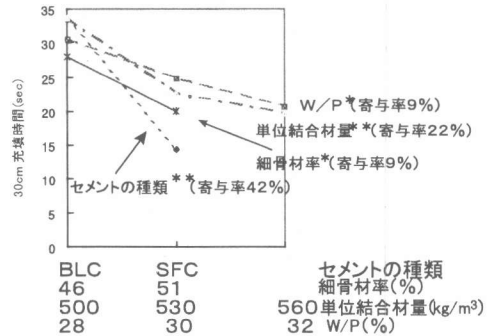 35
30
25
20
15
10
5
0
30cm 充填時間(sec)
W/P*(寄与率9%)
単位結合材量**(寄与率22%)
細骨材率*(寄与率9%)
セメントの種類**(寄与率42%)
BLC SFC セメントの種類
46 51 細骨材率(%)
500 530 560 単位結合材量(kg/m³)
28 30 32 W/P(%)